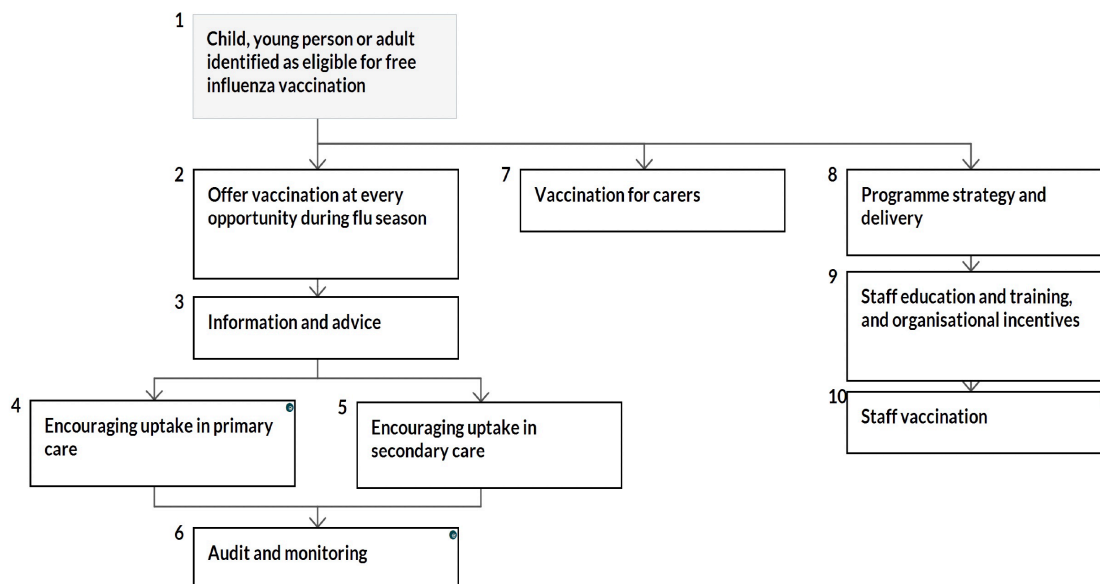 1
Child, young person or adult
identified as eligible for free
influenza vaccination
2
Offer vaccination at every
opportunity during flu season
7
Vaccination for carers
8
Programme strategy and
delivery
3
Information and advice
9
Staff education and training,
and organisational incentives
4
Encouraging uptake in primary
care
5
Encouraging uptake in
secondary care
10
Staff vaccination
6
Audit and monitoring